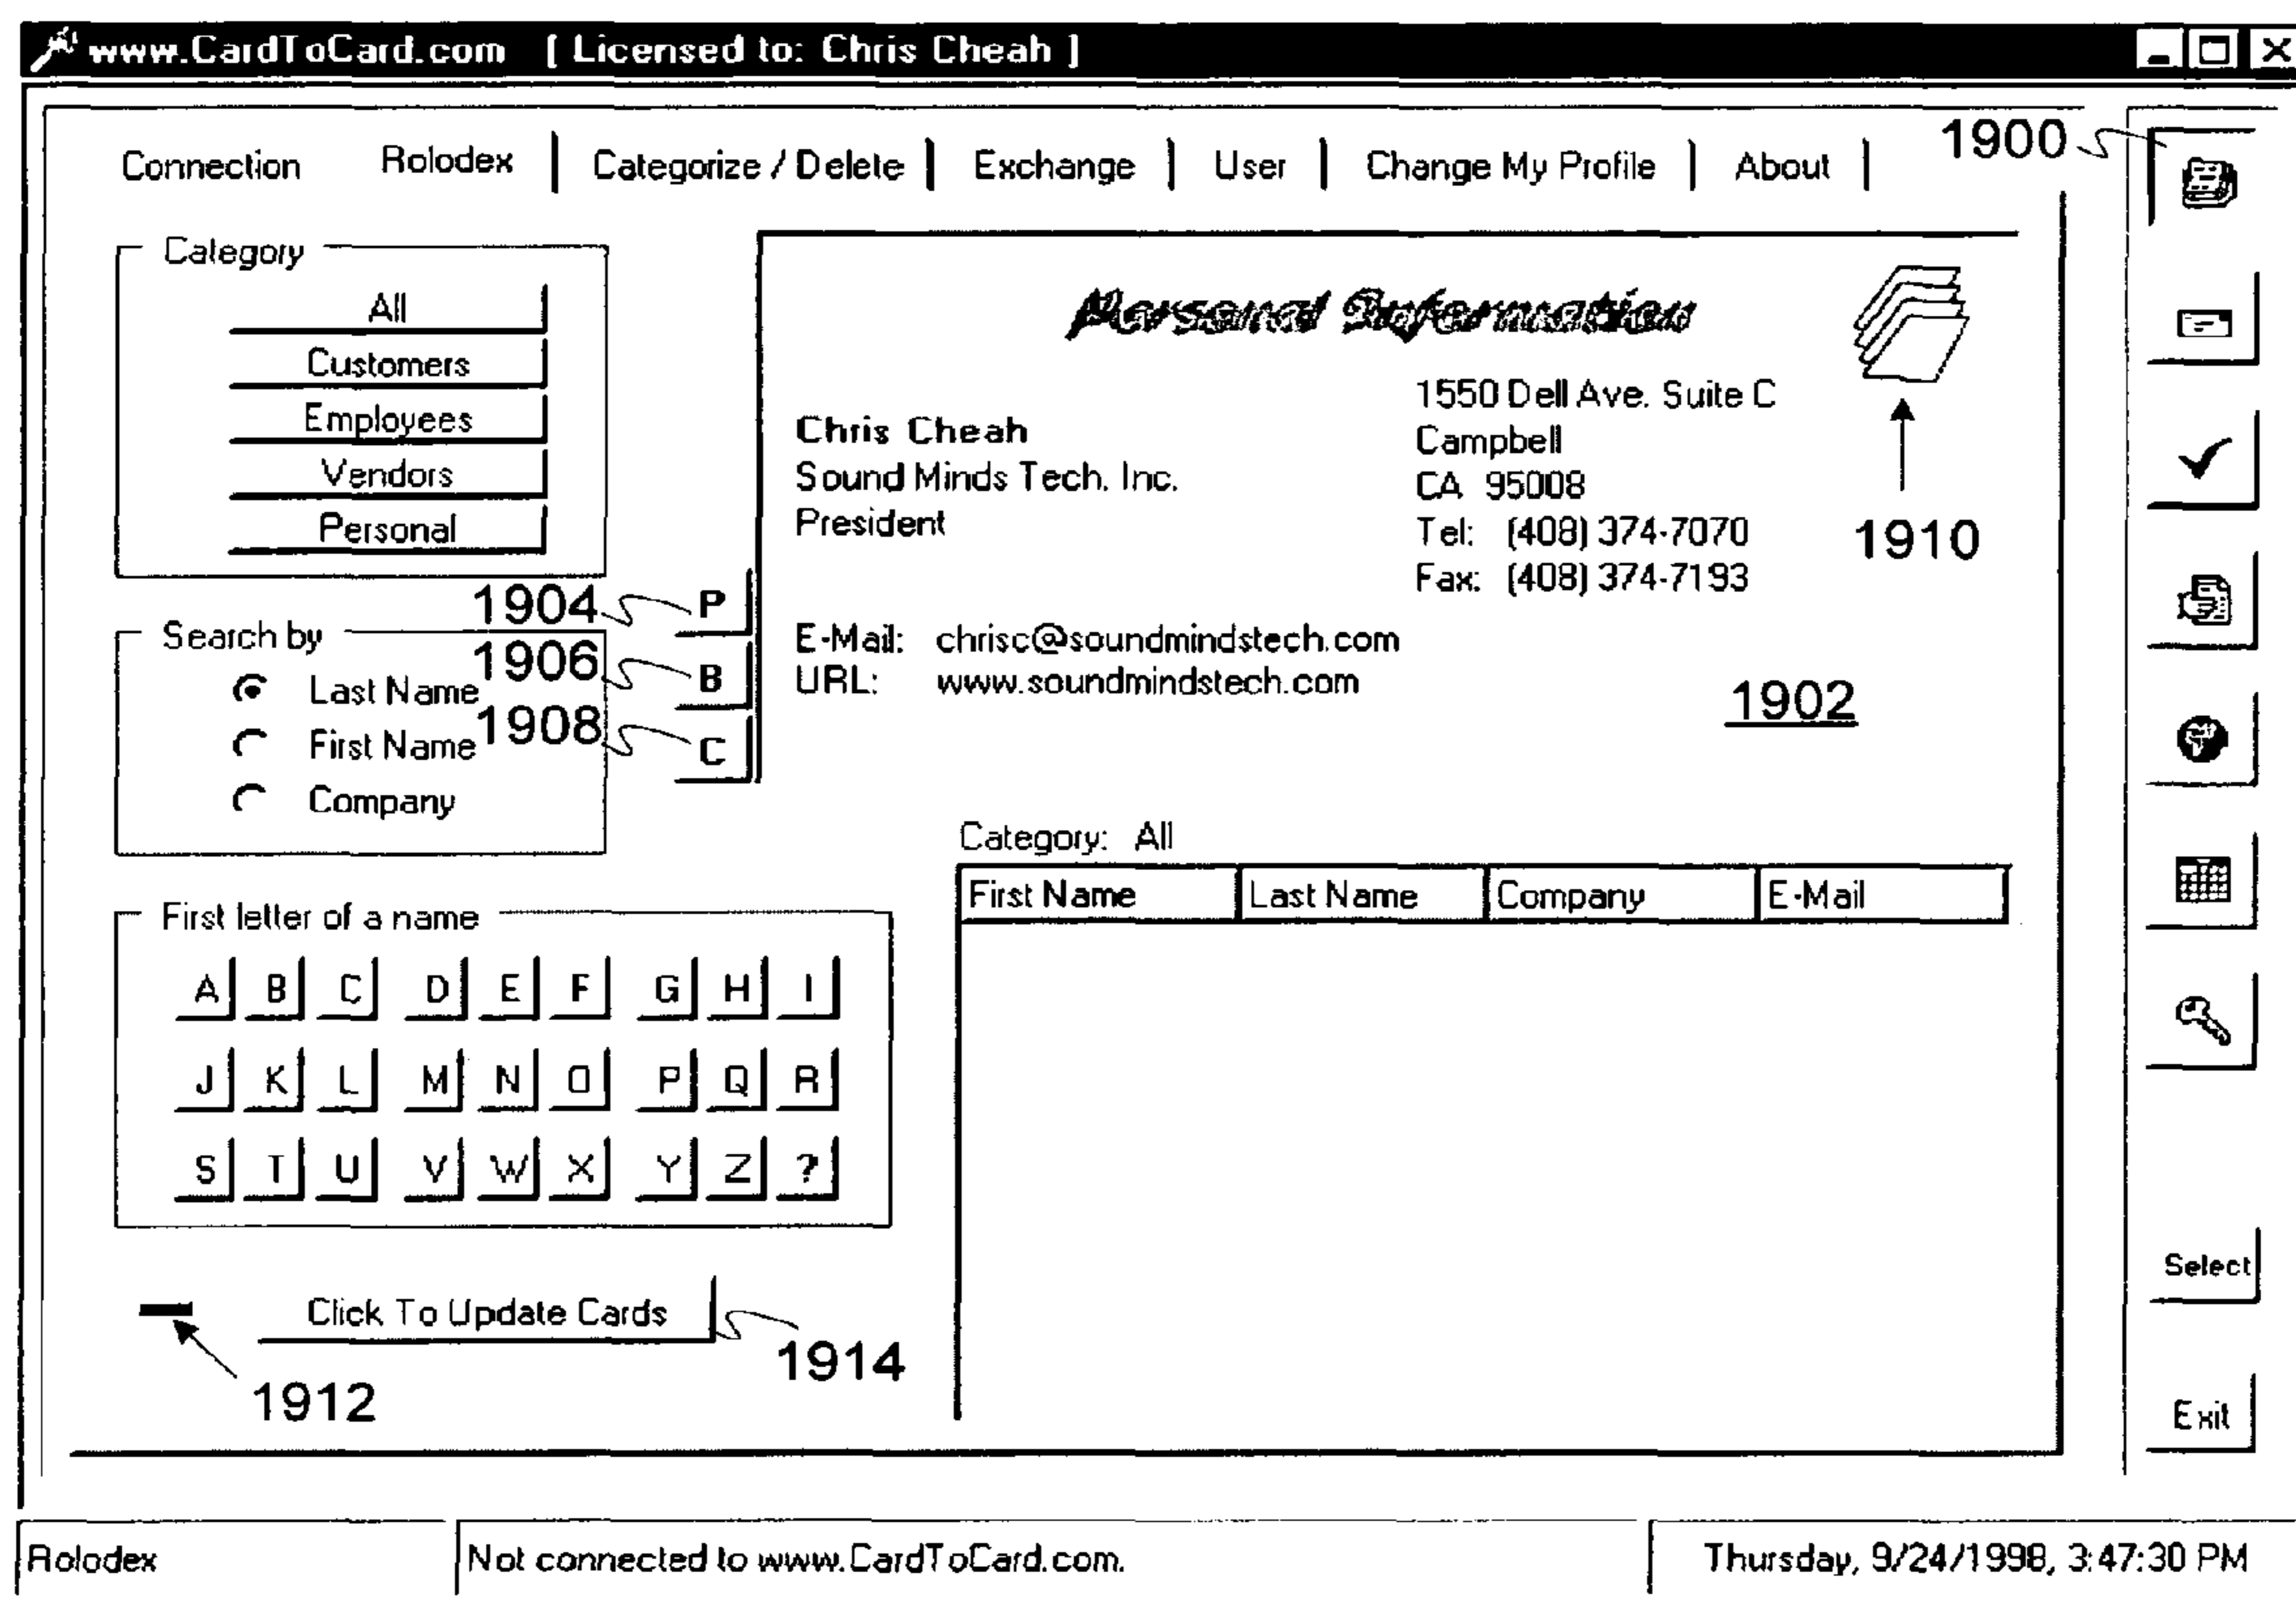 www.CardToCard.com [ Licensed to: Chris Cheah ]
Connection Rolodex Categorize / Delete Exchange User Change My Profile About
1900
Category
All
Customers
Employees
Vendors
Personal
Personal Information
Chris Cheah
Sound Minds Tech. Inc.
President
1550 Dell Ave. Suite C
Campbell
CA 95008
Tel: (408) 374-7070
Fax: (408) 374-7193
1910
E-Mail: chrisc@soundmindstech.com
URL: www.soundmindstech.com
1902
1904 P
1906 B
1908 C
Search by
Last Name
First Name
Company
Category: All
First Name Last Name Company E-Mail
First letter of a name
A B C D E F G H I
J K L M N O P Q R
S T U V W X Y Z ?
Click To Update Cards
1914
1912
Select
Exit
Rolodex
Not connected to www.CardToCard.com.
Thursday, 9/24/1998, 3:47:30 PM